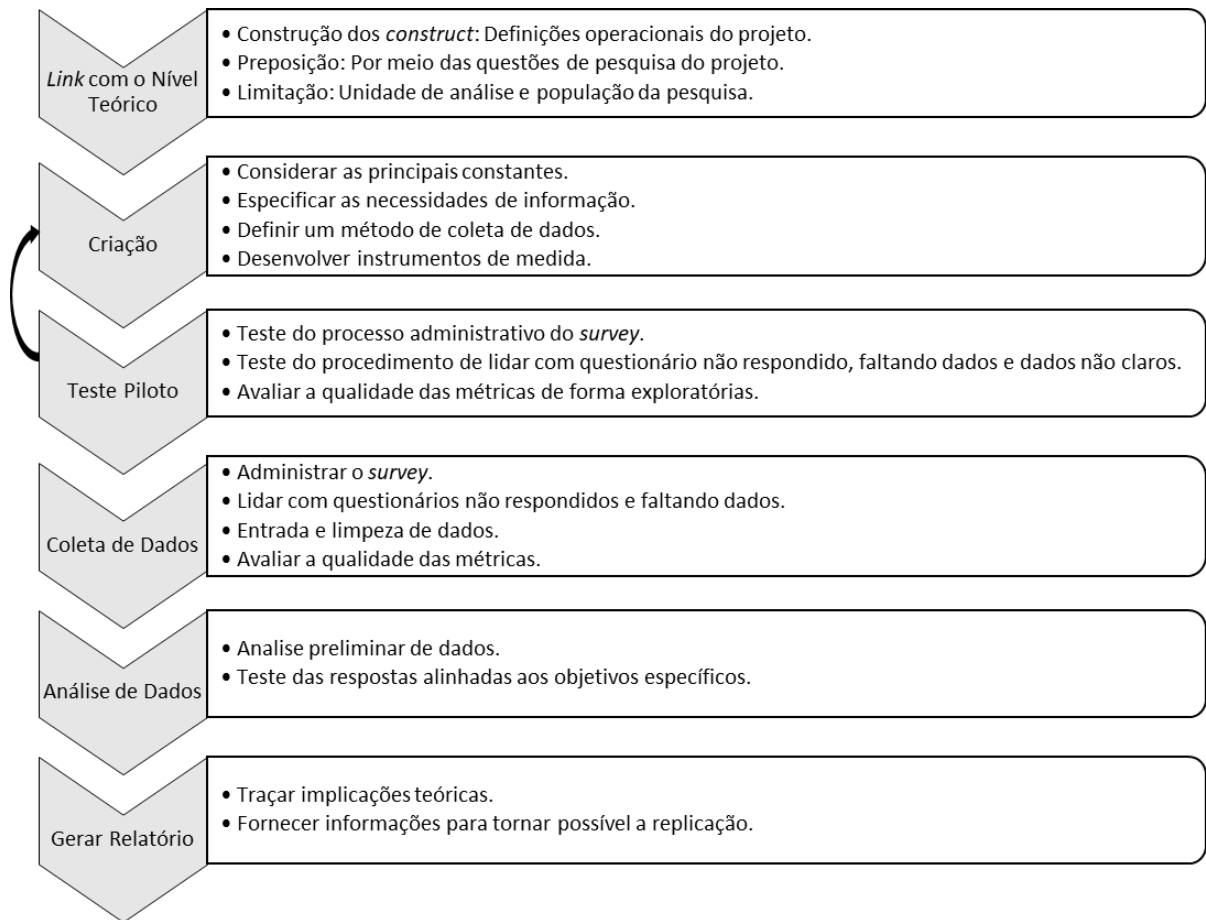 Link com o Nível
Teórico
• Construção dos construct: Definições operacionais do projeto.
• Preposição: Por meio das questões de pesquisa do projeto.
• Limitação: Unidade de análise e população da pesquisa.
Criação
• Considerar as principais constantes.
• Especificar as necessidades de informação.
• Definir um método de coleta de dados.
• Desenvolver instrumentos de medida.
Teste Piloto
• Teste do processo administrativo do survey.
• Teste do procedimento de lidar com questionário não respondido, faltando dados e dados não claros.
• Avaliar a qualidade das métricas de forma exploratórias.
Coleta de Dados
• Administrar o survey.
• Lidar com questionários não respondidos e faltando dados.
• Entrada e limpeza de dados.
• Avaliar a qualidade das métricas.
Análise de Dados
• Analise preliminar de dados.
• Teste das respostas alinhadas aos objetivos específicos.
Gerar Relatório
• Traçar implicações teóricas.
• Fornecer informações para tornar possível a replicação.